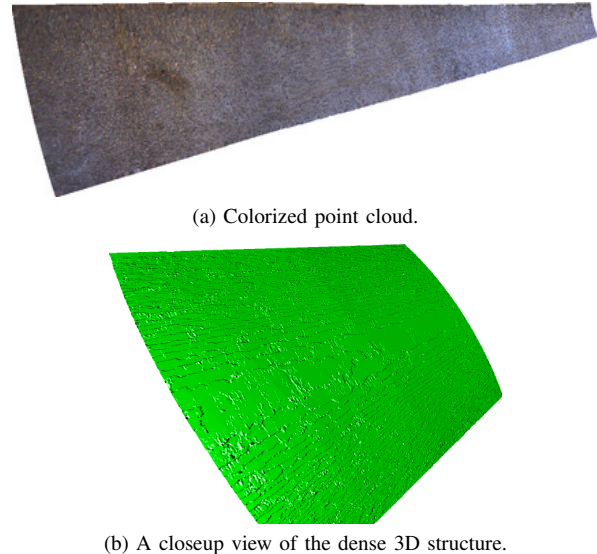 (a) Colorized point cloud.
(b) A closeup view of the dense 3D structure.